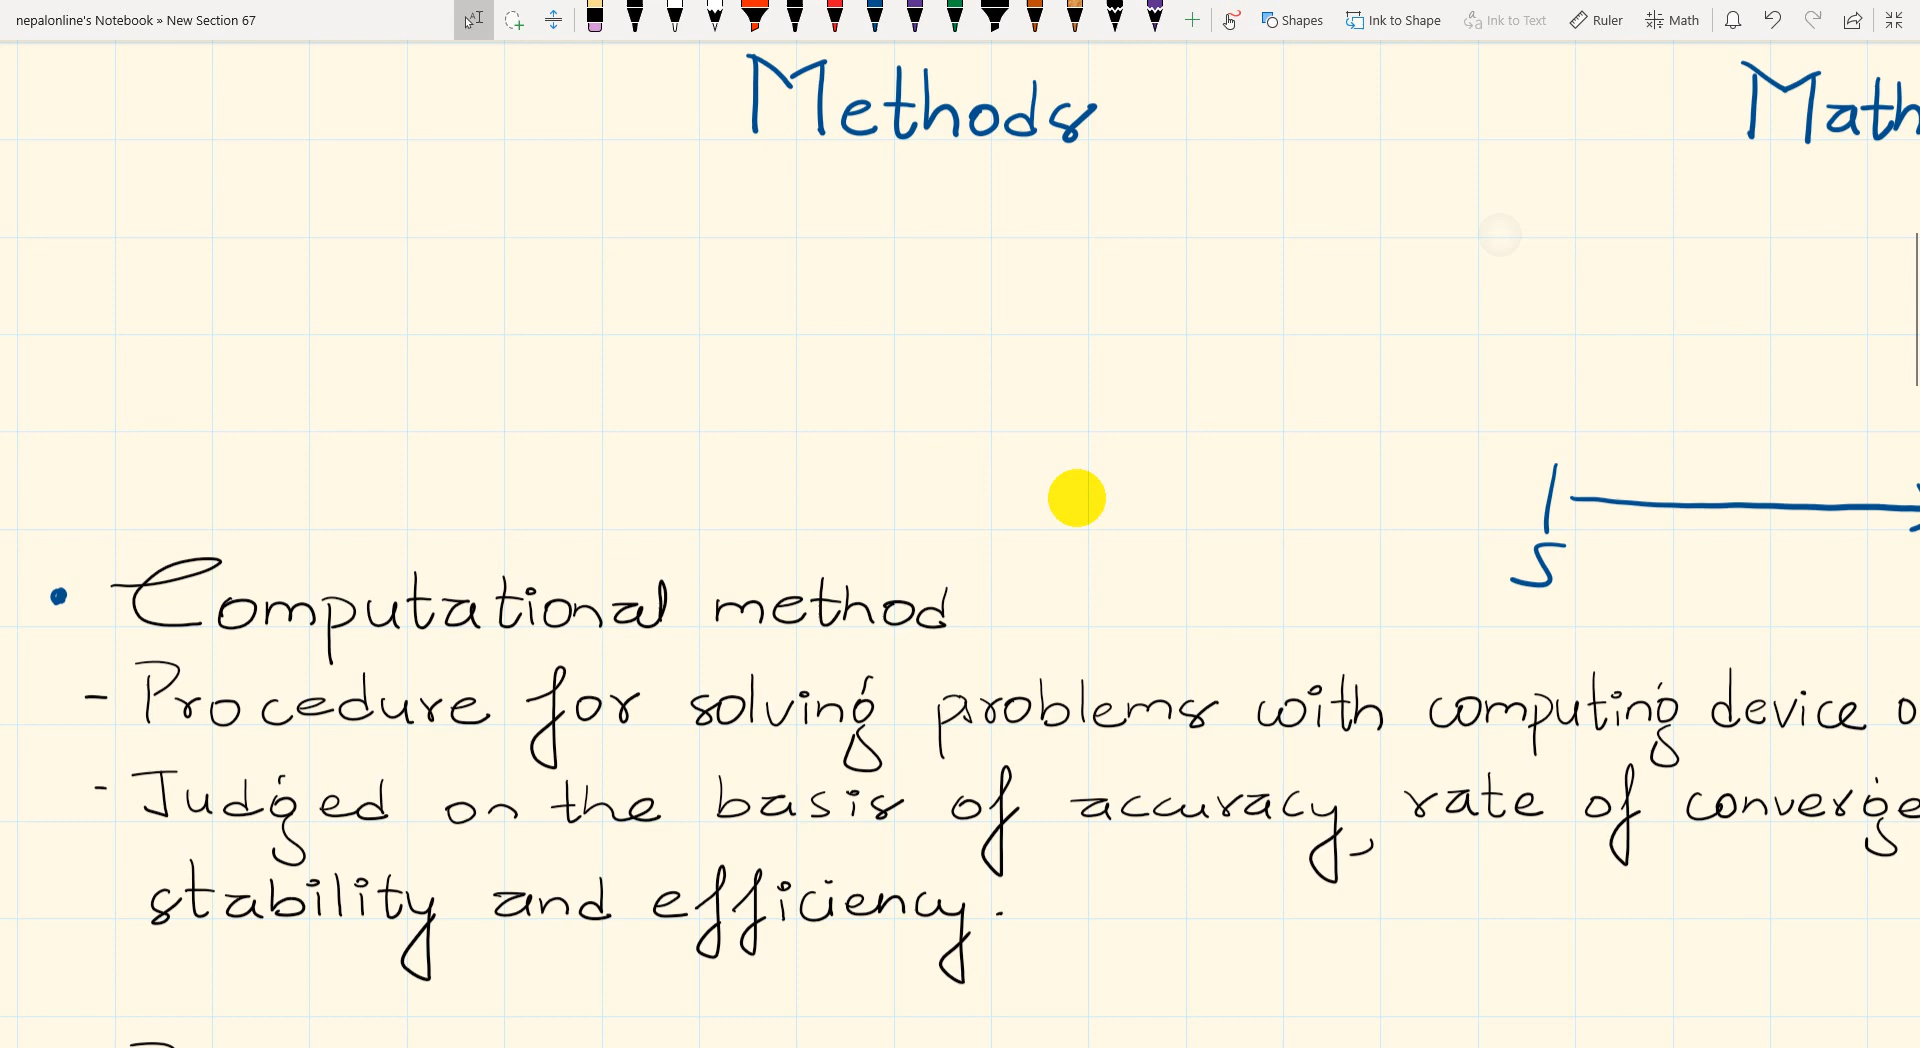 nepalonline's Notebook » New Section 67
Shapes Ink to Shape Ink to Text Ruler Math
Methods Math
5
• Computational method
- Procedure for solving problems with computing device o
- Judged on the basis of accuracy, rate of converge
stability and efficiency.